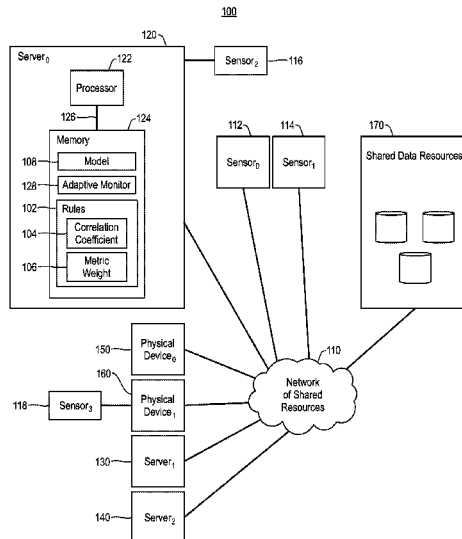 100
120
Server0
122
Processor
126
124
Memory
108
Model
128
Adaptive Monitor
102
Rules
104
Correlation
Coefficient
106
Metric
Weight
Sensor2
116
112
114
Sensor0
Sensor1
170
Shared Data Resources
150
Physical
Device0
160
Physical
Device1
118
Sensor3
130
Server1
140
Server2
110
Network
of Shared
Resources